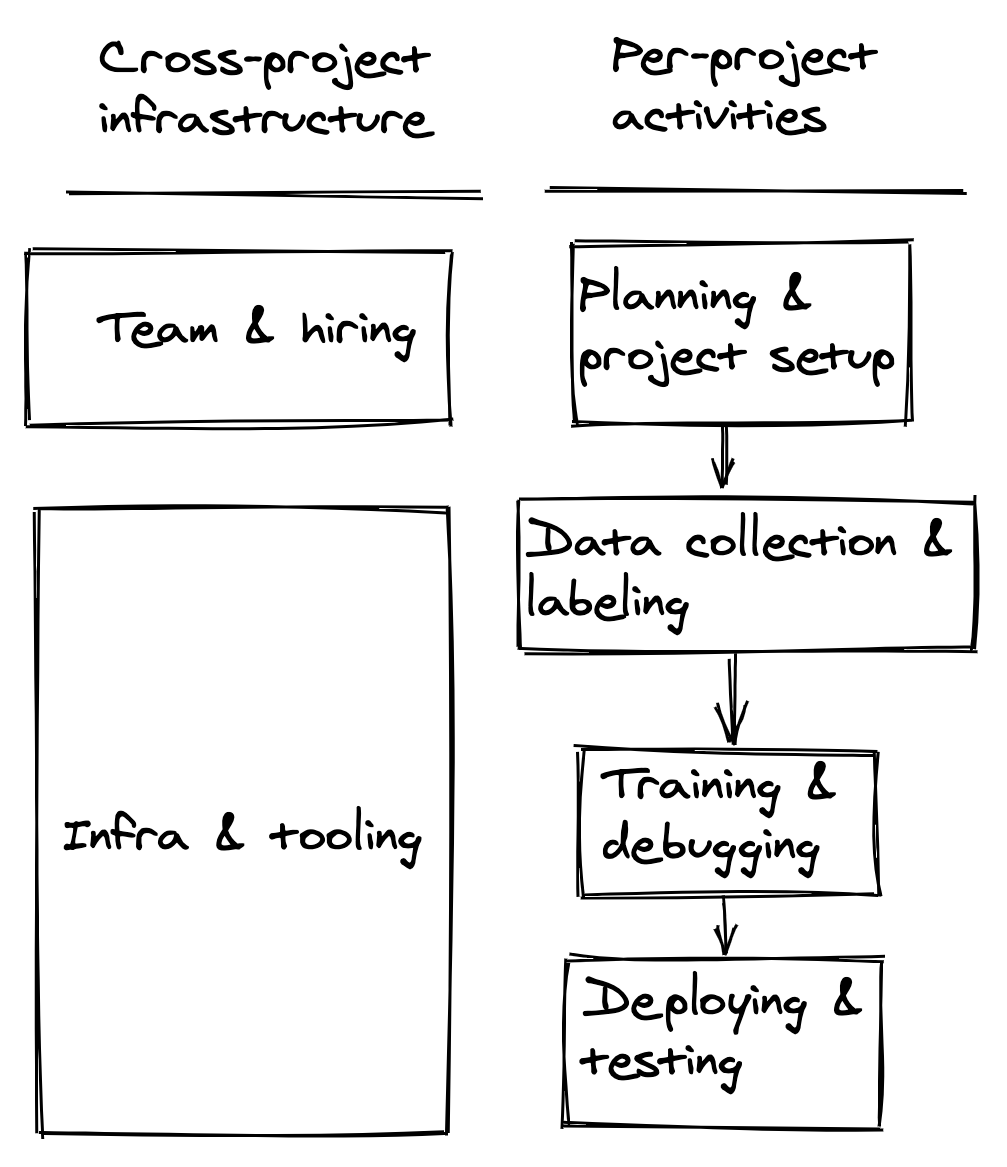 Cross-project
infrastructure
Per-project
activities
Team & hiring
Planning &
project setup
Data collection &
labeling
Infra & tooling
Training &
debugging
Deploying &
testing